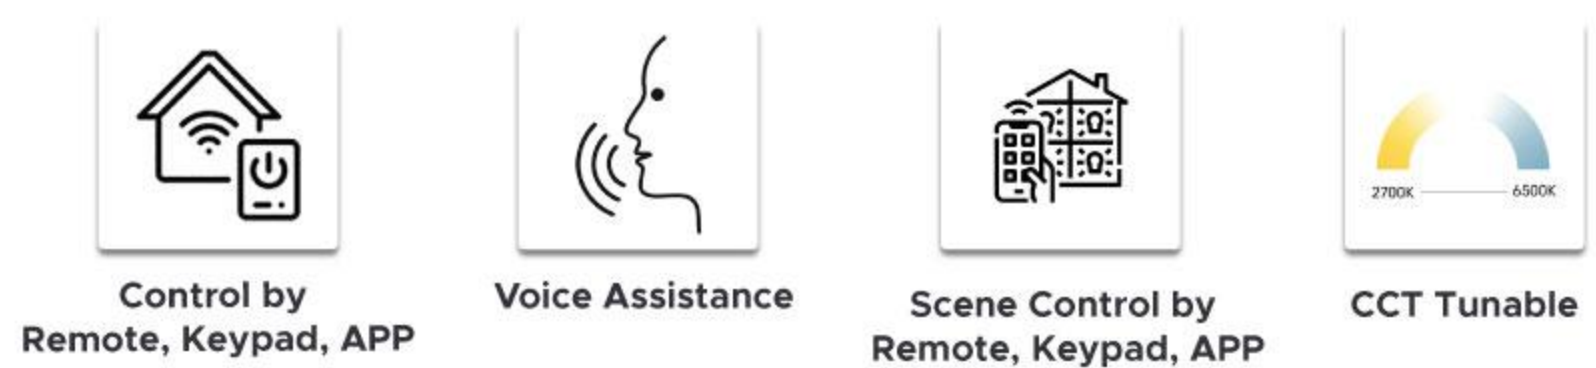 2700K
6500K
Control by
Remote, Keypad, APP
Voice Assistance
Scene Control by
Remote, Keypad, APP
CCT Tunable